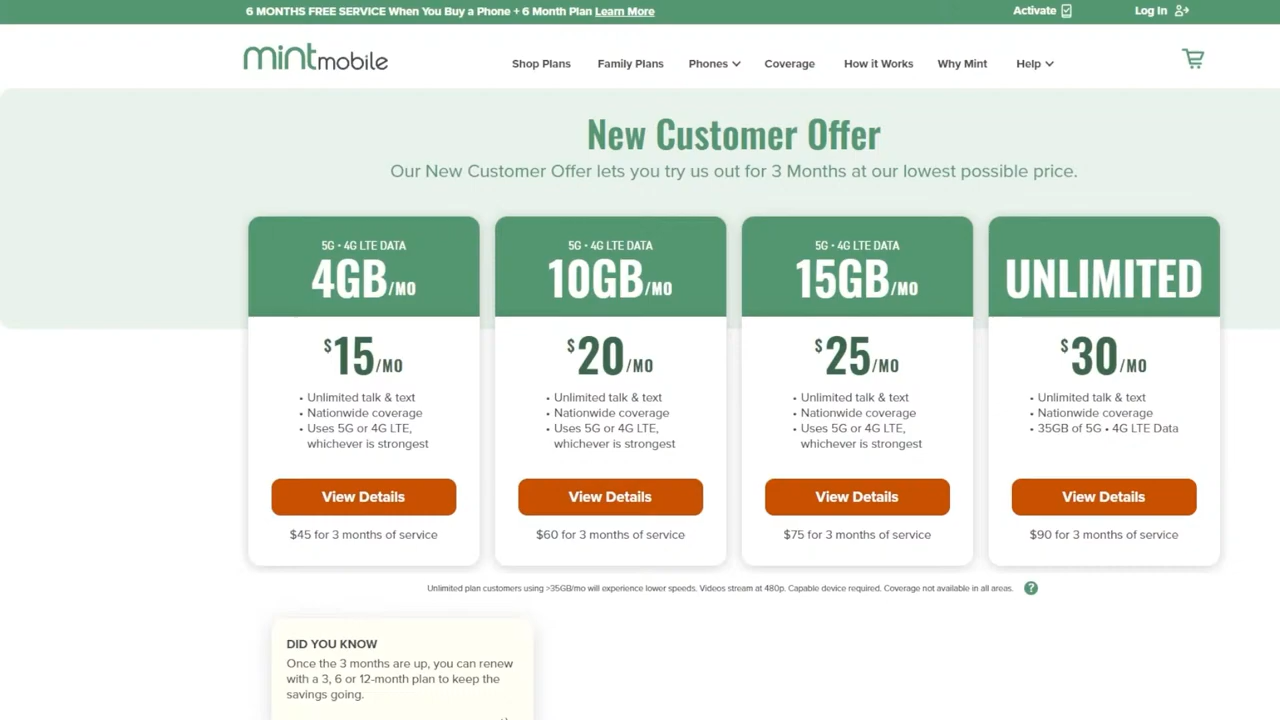 6 MONTHS FREE SERVICE When You Buy a Phone + 6 Month Plan Learn More
Activate
Log In
mintmobile
Shop Plans
Family Plans
Phones
Coverage
How it Works
Why Mint
Help
New Customer Offer
Our New Customer Offer lets you try us out for 3 Months at our lowest possible price.
5G • 4G LTE DATA
4GB/MO
$15/MO
• Unlimited talk & text
• Nationwide coverage
• Uses 5G or 4G LTE,
whichever is strongest
View Details
$45 for 3 months of service
5G • 4G LTE DATA
10GB/MO
$20/MO
• Unlimited talk & text
• Nationwide coverage
• Uses 5G or 4G LTE,
whichever is strongest
View Details
$60 for 3 months of service
5G • 4G LTE DATA
15GB/MO
$25/MO
• Unlimited talk & text
• Nationwide coverage
• Uses 5G or 4G LTE,
whichever is strongest
View Details
$75 for 3 months of service
UNLIMITED
$30/MO
• Unlimited talk & text
• Nationwide coverage
• 35GB of 5G • 4G LTE Data
View Details
$90 for 3 months of service
Unlimited plan customers using >35GB/mo will experience lower speeds. Videos stream at 480p. Capable device required. Coverage not available in all areas. ?
DID YOU KNOW
Once the 3 months are up, you can renew
with a 3, 6 or 12-month plan to keep the
savings going.